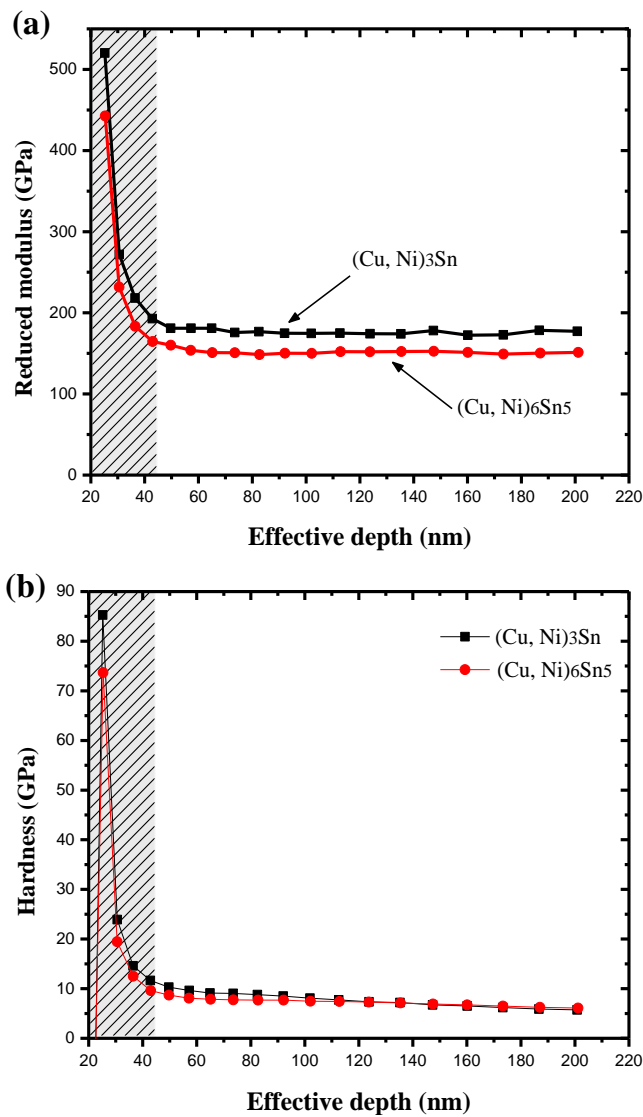 (a)
500
400
300
200
100
0
Reduced modulus (GPa)
(Cu, Ni)3Sn
(Cu, Ni)6Sn5
20 40 60 80 100 120 140 160 180 200 220
Effective depth (nm)
(b)
90
80
70
60
50
40
30
20
10
0
Hardness (GPa)
(Cu, Ni)3Sn
(Cu, Ni)6Sn5
20 40 60 80 100 120 140 160 180 200 220
Effective depth (nm)